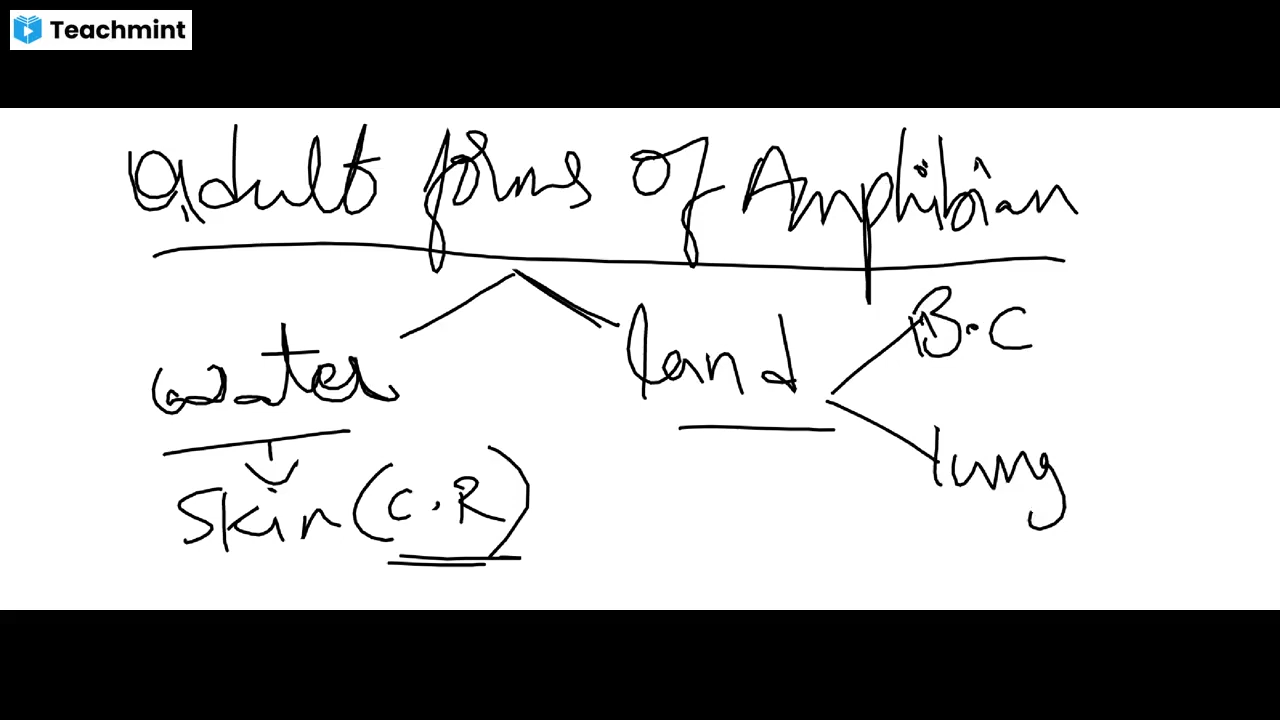 Teachmint
adult forms of Amphibian
water
land
B.C
lung
skin (C.R)